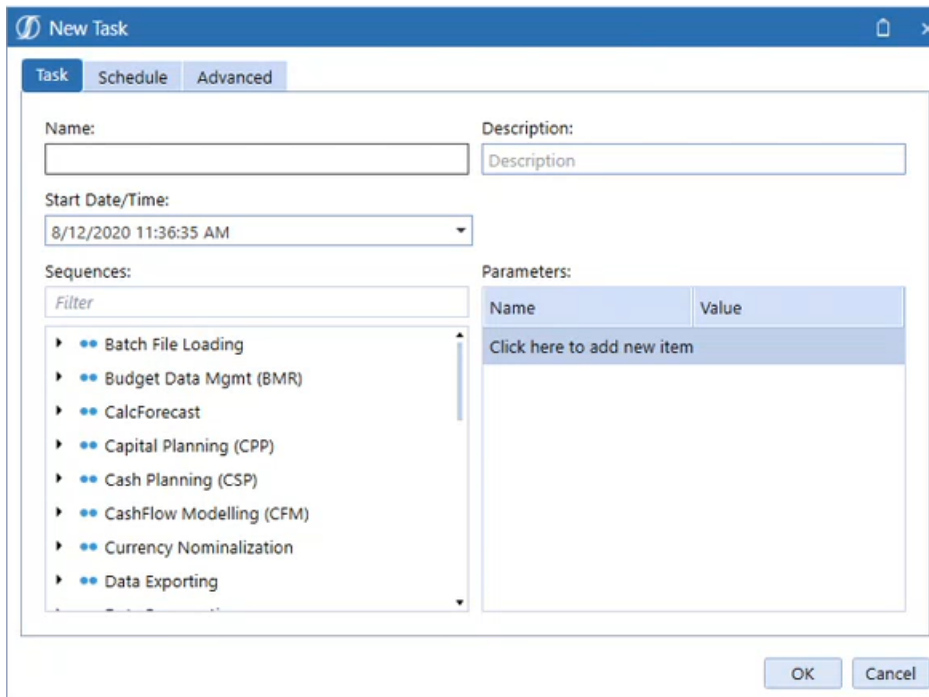 New Task
Task Schedule Advanced
Name: Description:
Description
Start Date/Time:
8/12/2020 11:36:35 AM
Sequences: Parameters:
Filter Name Value
Batch File Loading Click here to add new item
Budget Data Mgmt (BMR)
CalcForecast
Capital Planning (CPP)
Cash Planning (CSP)
CashFlow Modelling (CFM)
Currency Nominalization
Data Exporting
OK Cancel